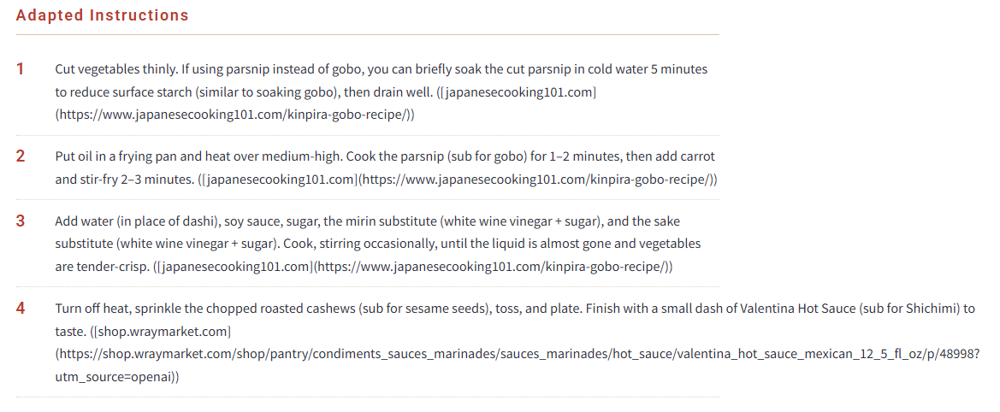 Adapted Instructions
1 Cut vegetables thinly. If using parsnip instead of gobo, you can briefly soak the cut parsnip in cold water 5 minutes
to reduce surface starch (similar to soaking gobo), then drain well. ([japanesecooking101.com]
(https://www.japanesecooking101.com/kinpira-gobo-recipe/))
2 Put oil in a frying pan and heat over medium-high. Cook the parsnip (sub for gobo) for 1–2 minutes, then add carrot
and stir-fry 2–3 minutes. ([japanesecooking101.com](https://www.japanesecooking101.com/kinpira-gobo-recipe/))
3 Add water (in place of dashi), soy sauce, sugar, the mirin substitute (white wine vinegar + sugar), and the sake
substitute (white wine vinegar + sugar). Cook, stirring occasionally, until the liquid is almost gone and vegetables
are tender-crisp. ([japanesecooking101.com](https://www.japanesecooking101.com/kinpira-gobo-recipe/))
4 Turn off heat, sprinkle the chopped roasted cashews (sub for sesame seeds), toss, and plate. Finish with a small dash of Valentina Hot Sauce (sub for Shichimi) to
taste. ([shop.wraymarket.com]
(https://shop.wraymarket.com/shop/pantry/condiments_sauces_marinades/sauces_marinades/hot_sauce/valentina_hot_sauce_mexican_12_5_fl_oz/p/48998?
utm_source=openai))